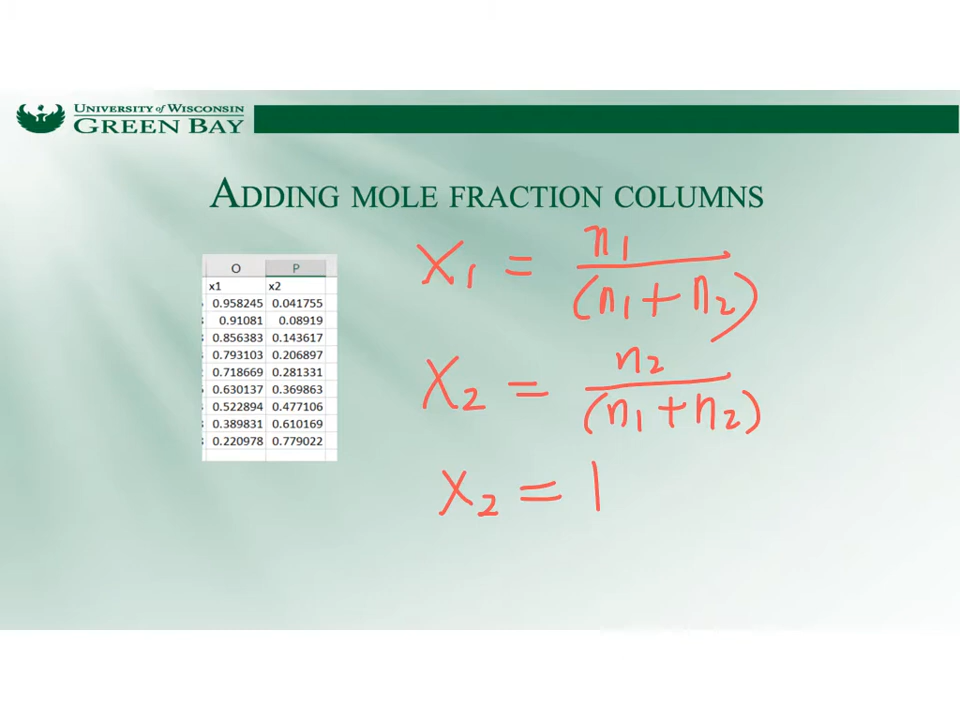 UNIVERSITY of WISCONSIN
GREEN BAY
ADDING MOLE FRACTION COLUMNS
O P
x1 x2
0.958245 0.041755
0.91081 0.08919
0.856383 0.143617
0.793103 0.206897
0.718669 0.281331
0.630137 0.369863
0.522894 0.477106
0.389831 0.610169
0.220978 0.779022
X1 = n1 / (n1 + n2)
X2 = n2 / (n1 + n2)
X2 = 1